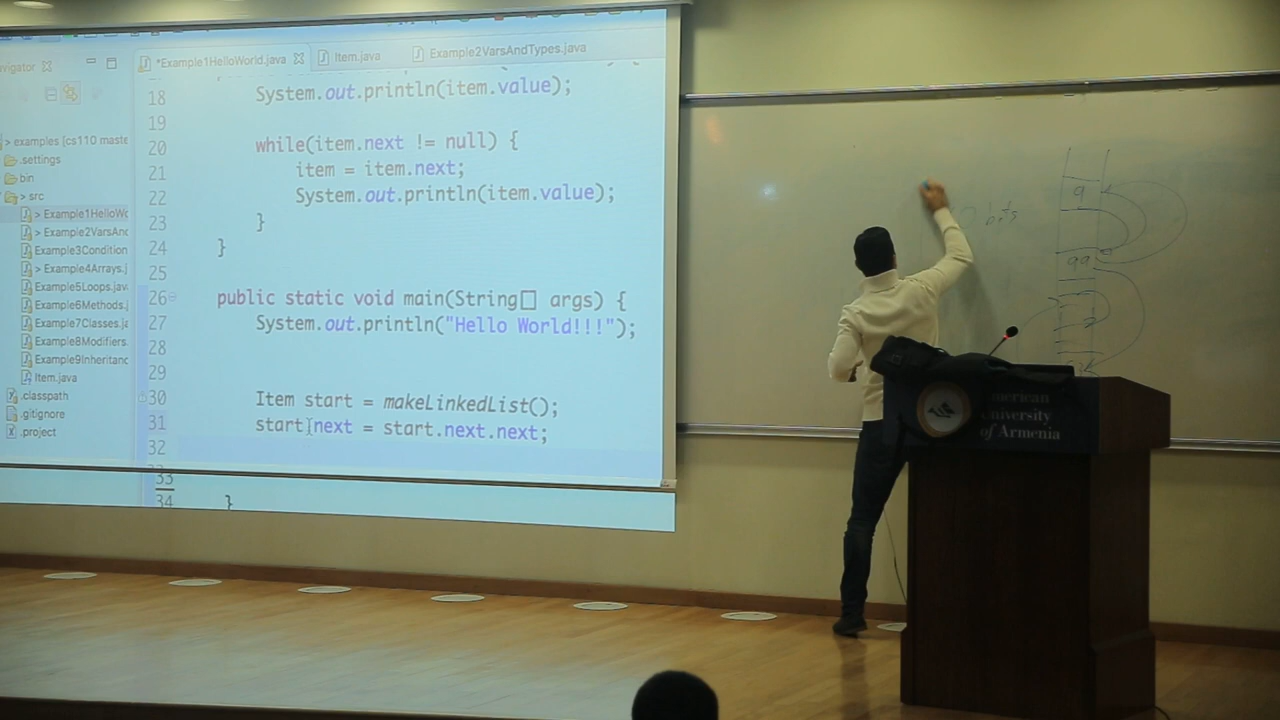 *Example1HelloWorld.java
Item.java
Example2VarsAndTypes.java
vigator
> examples [cs110 maste
.settings
bin
> src
> Example1HelloWo
> Example2VarsAnd
Example3Condition
> Example4Arrays.j
Example5Loops.java
Example6Methods.j
Example7Classes.ja
Example8Modifiers.
Example9Inheritanc
Item.java
.classpath
.gitignore
.project
18 System.out.println(item.value);
19
20 while(item.next != null) {
21 item = item.next;
22 System.out.println(item.value);
23 }
24 }
25
26 public static void main(String[] args) {
27 System.out.println("Hello World!!!");
28
29
30 Item start = makeLinkedList();
31 start.next = start.next.next;
32
33
34 }
bits
9
99
American
University
of Armenia